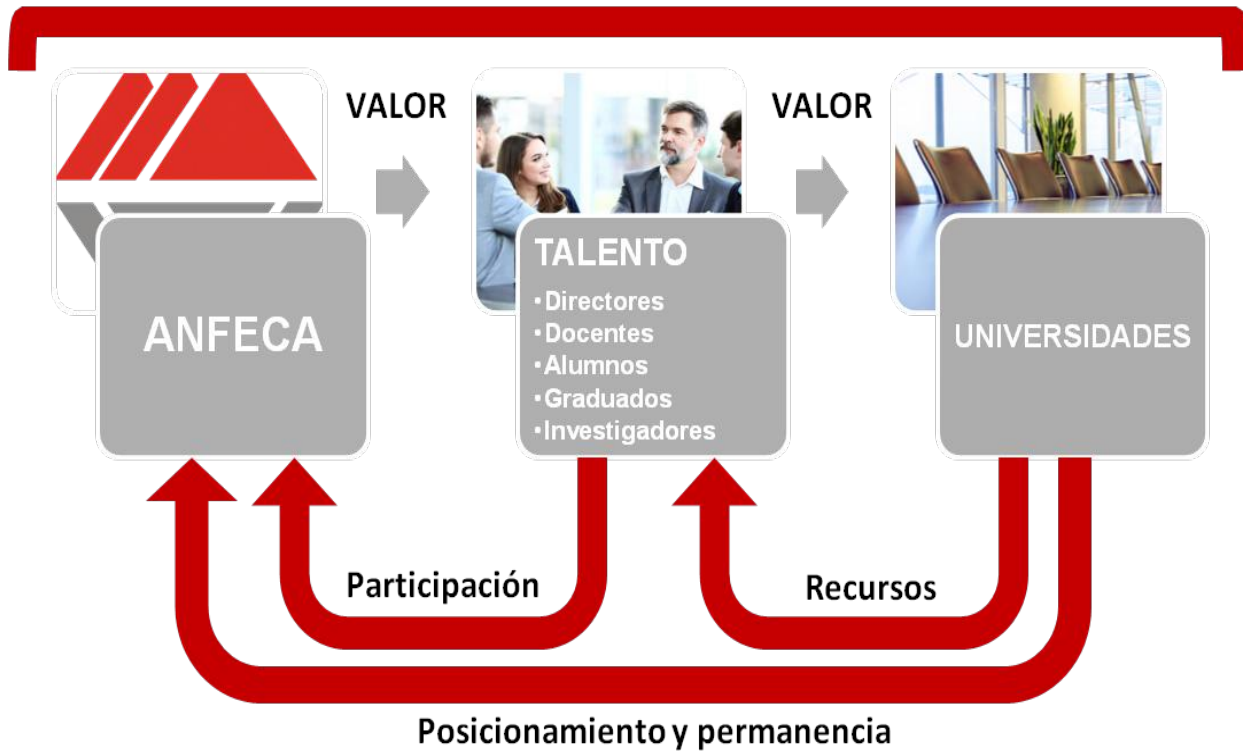 VALOR
VALOR
ANFECA
TALENTO
•Directores
•Docentes
•Alumnos
•Graduados
•Investigadores
UNIVERSIDADES
Participación
Recursos
Posicionamiento y permanencia